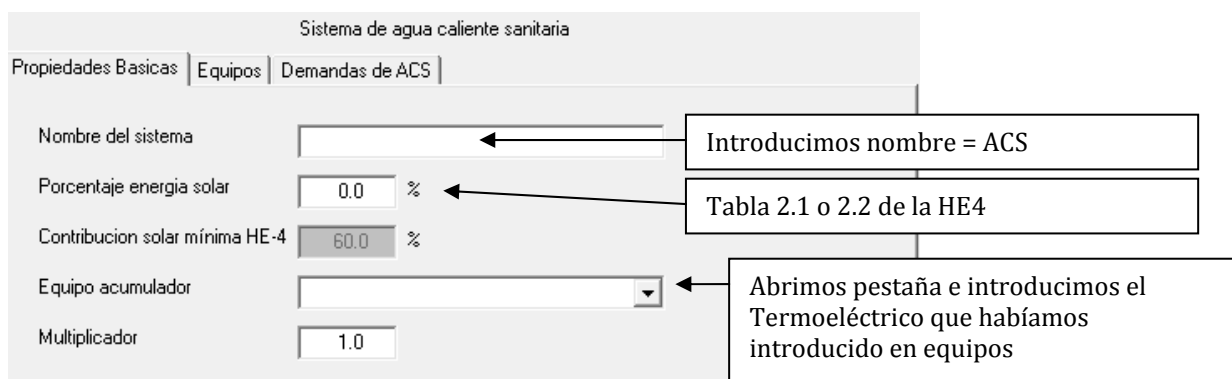 Sistema de agua caliente sanitaria
Propiedades Basicas Equipos Demandas de ACS
Nombre del sistema
Introducimos nombre = ACS
Porcentaje energia solar 0.0 %
Tabla 2.1 o 2.2 de la HE4
Contribucion solar mínima HE-4 60.0 %
Equipo acumulador
Abrimos pestaña e introducimos el
Termoeléctrico que habíamos
introducido en equipos
Multiplicador 1.0